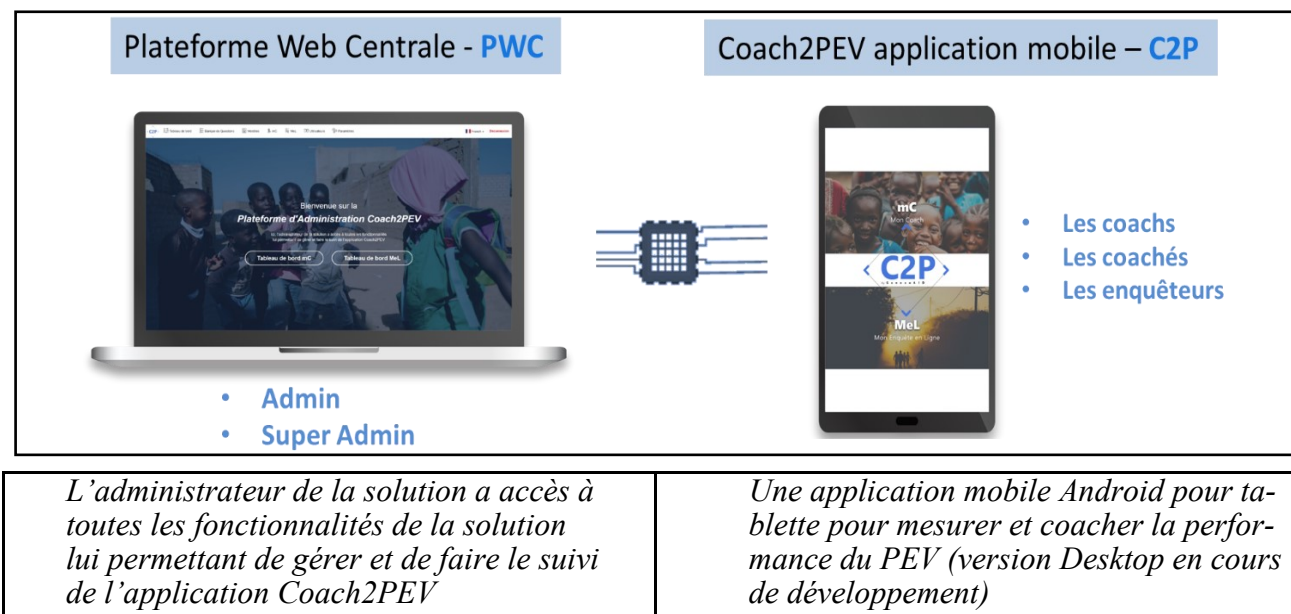 Plateforme Web Centrale - PWC
Coach2PEV application mobile – C2P
C2P
Bienvenue sur la
Plateforme d'Administration Coach2PEV
Tableau de bord mC
Tableau de bord MeL
mC
Mon Coach
C2P
MeL
Mon Enquête en Ligne
• Les coachs
• Les coachés
• Les enquêteurs
• Admin
• Super Admin
L’administrateur de la solution a accès à
toutes les fonctionnalités de la solution
lui permettant de gérer et de faire le suivi
de l’application Coach2PEV
Une application mobile Android pour ta-
blette pour mesurer et coacher la perfor-
mance du PEV (version Desktop en cours
de développement)